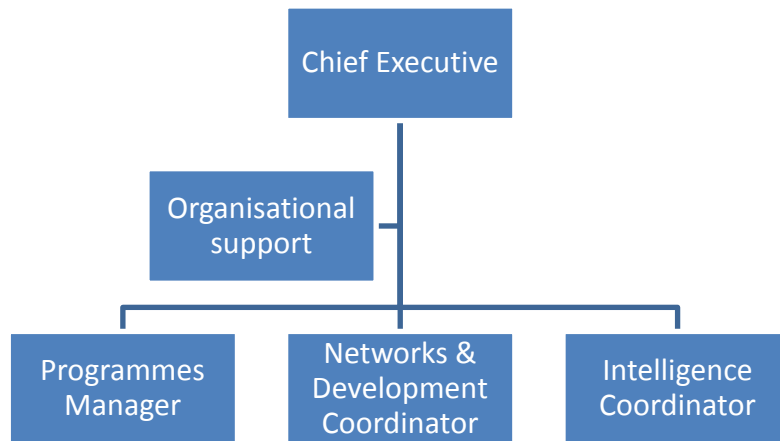 Chief Executive
Organisational
support
Programmes
Manager
Networks &
Development
Coordinator
Intelligence
Coordinator